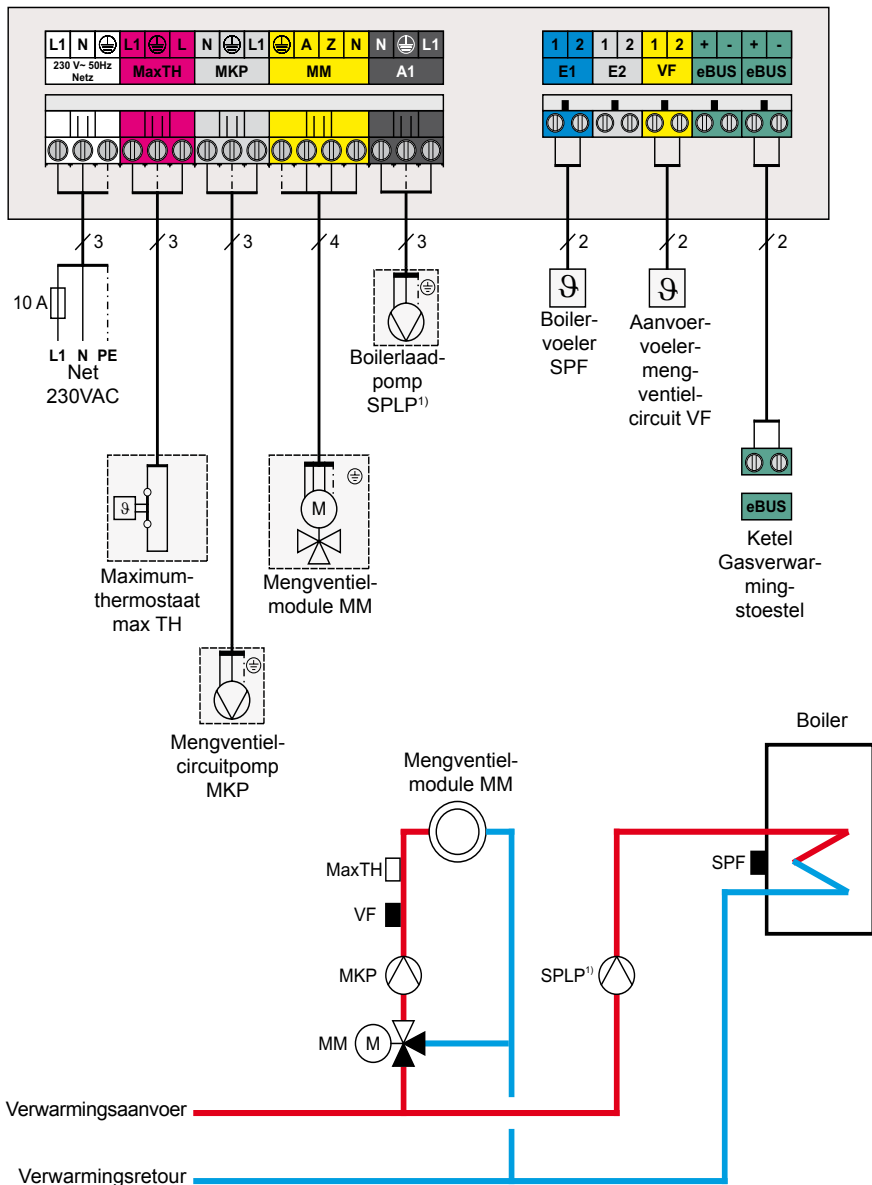 L1 N L1 L N L1 A Z N N L1
230 V~ 50Hz
Netz
MaxTH MKP MM A1
1 2 1 2 1 2 + - + -
E1 E2 VF eBUS eBUS
3 3 3 4 3 2 2 2
10 A
L1 N PE
Net
230VAC
Boilerlaad-
pomp
SPLP¹⁾
ϑ
Boiler-
voeler
SPF
ϑ
Aanvoer-
voeler-
meng-
ventiel-
circuit VF
eBUS
Ketel
Gasverwar-
ming-
stoestel
ϑ
Maximum-
thermostaat
max TH
M
Mengventiel-
module MM
Mengventiel-
circuitpomp
MKP
Boiler
Mengventiel-
module MM
MaxTH
VF
MKP
MM M
SPF
SPLP¹⁾
Verwarmingsaanvoer
Verwarmingsretour